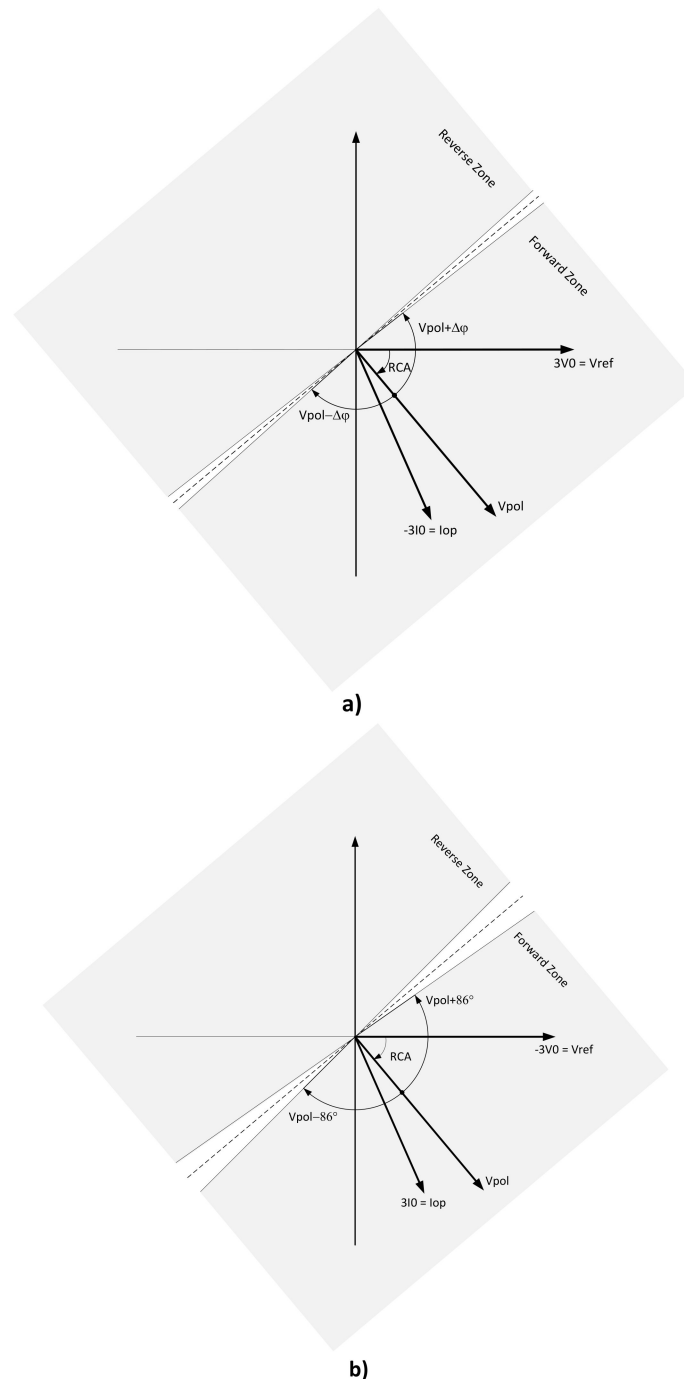 Reverse Zone
Forward Zone
Vpol+Δφ
RCA
3V0 = Vref
Vpol−Δφ
Vpol
-3I0 = Iop
a)
Reverse Zone
Forward Zone
Vpol+86°
RCA
-3V0 = Vref
Vpol−86°
Vpol
3I0 = Iop
b)